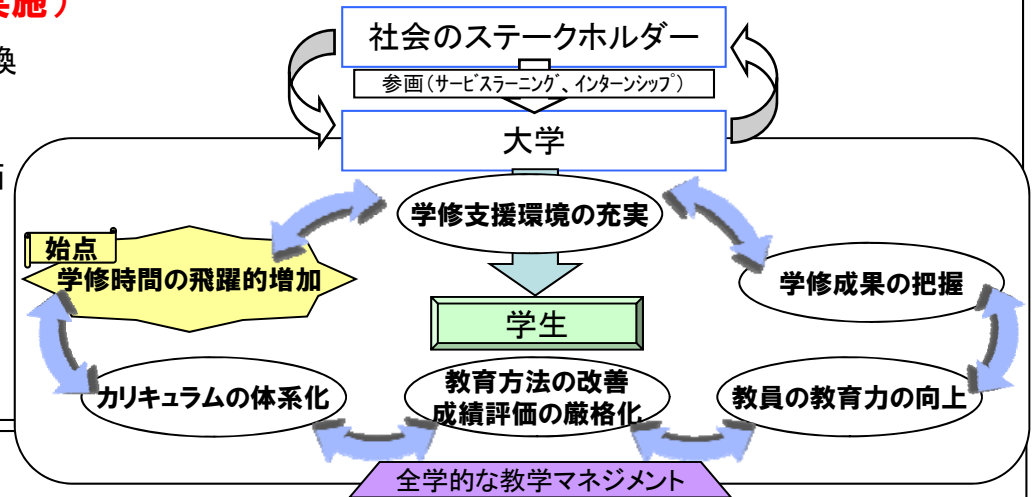 実施）
換
社会のステークホルダー
参画（サービスラーニング、インターンシップ）
大学
学修支援環境の充実
始点
学修時間の飛躍的増加
学修成果の把握
学生
カリキュラムの体系化
教育方法の改善
成績評価の厳格化
教員の教育力の向上
全学的な教学マネジメント